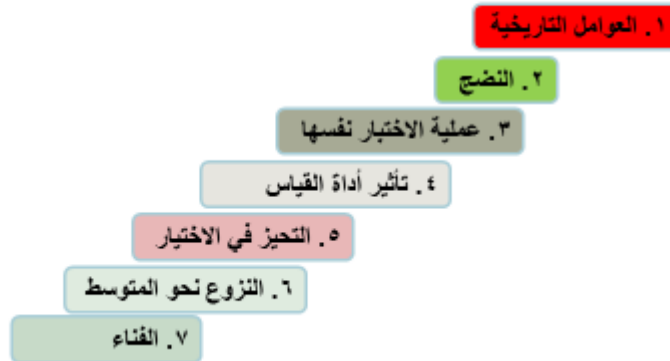 ١. العوامل التاريخية
٢. النضج
٣. عملية الاختبار نفسها
٤. تأثير أداة القياس
٥. التحيز في الاختيار
٦. النزوع نحو المتوسط
٧. الفناء